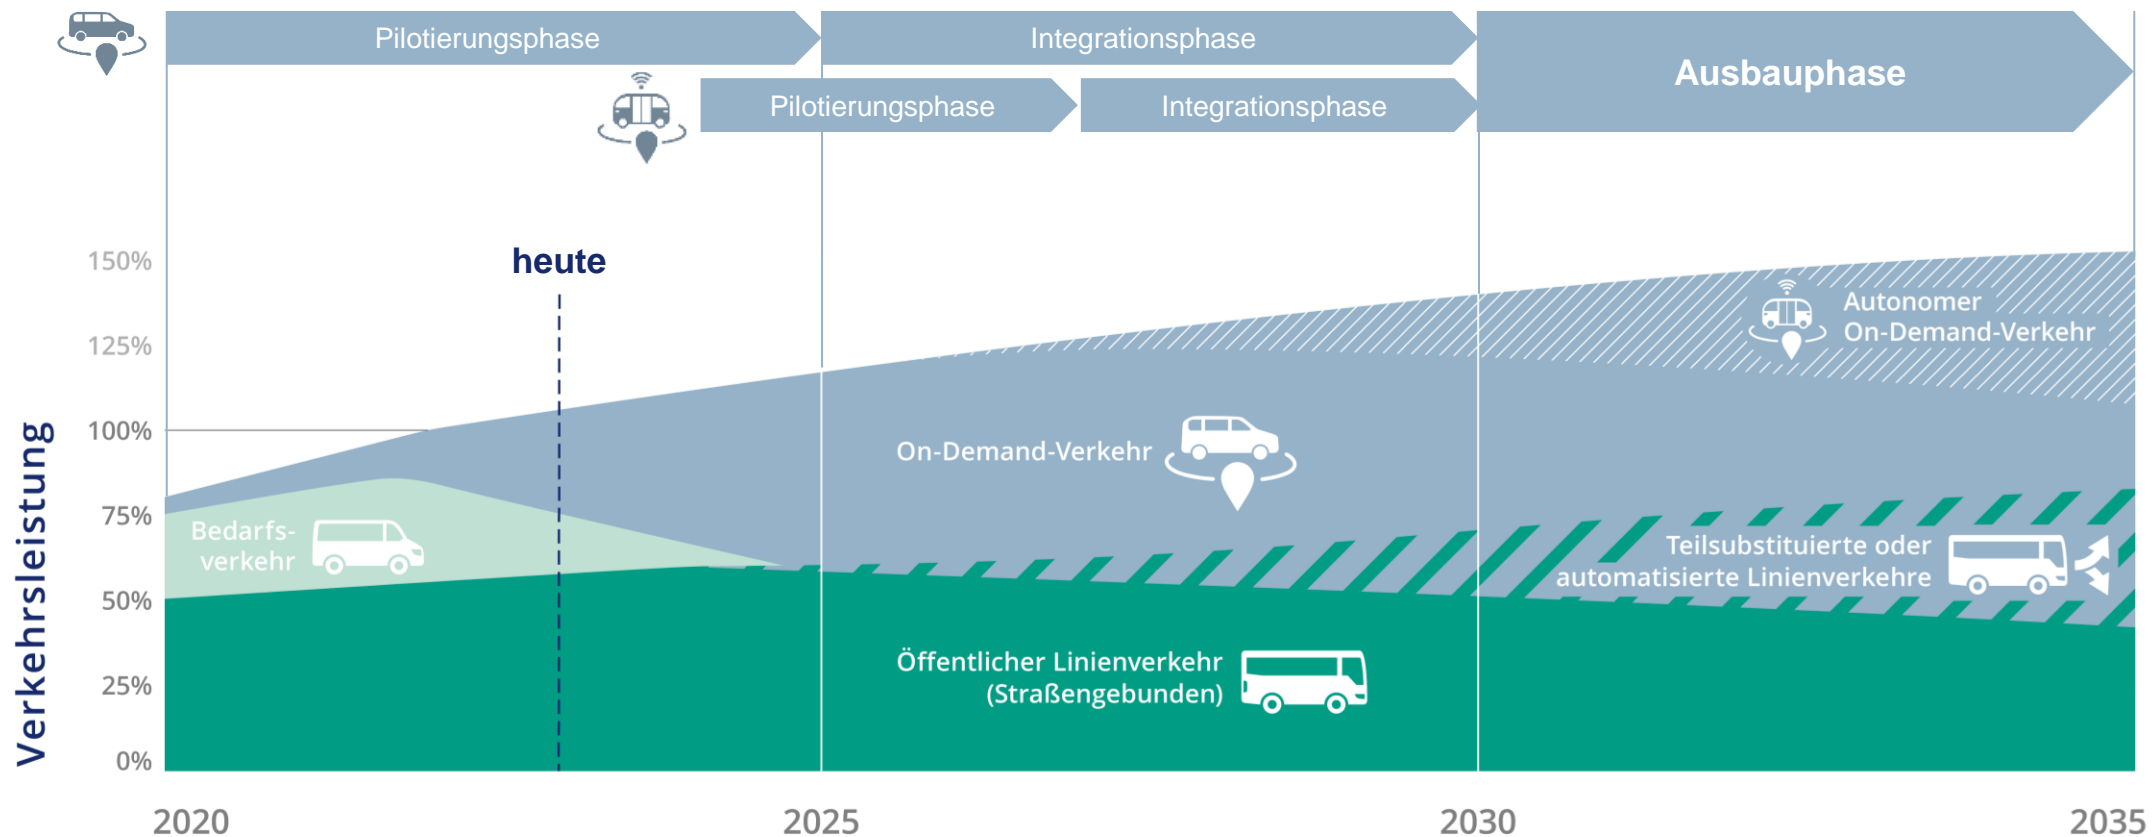 Pilotierungsphase
Integrationsphase
Ausbauphase
Pilotierungsphase
Integrationsphase
heute
Verkehrsleistung
150%
125%
100%
75%
50%
25%
0%
Autonomer
On-Demand-Verkehr
On-Demand-Verkehr
Bedarfs-
verkehr
Teilsubstituierte oder
automatisierte Linienverkehre
Öffentlicher Linienverkehr
(Straßengebunden)
2020
2025
2030
2035